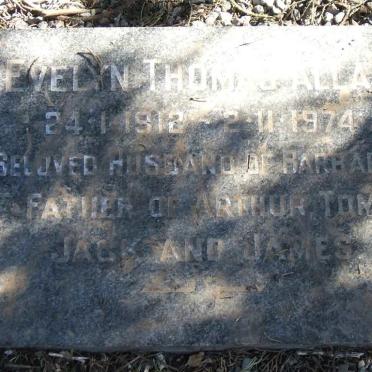 EVELYN THOMAS ALLA
24.1.1912 - 2.11.1974
BELOVED HUSBAND OF BARBA
FATHER OF ARTHUR TOM
JACK AND JAMES